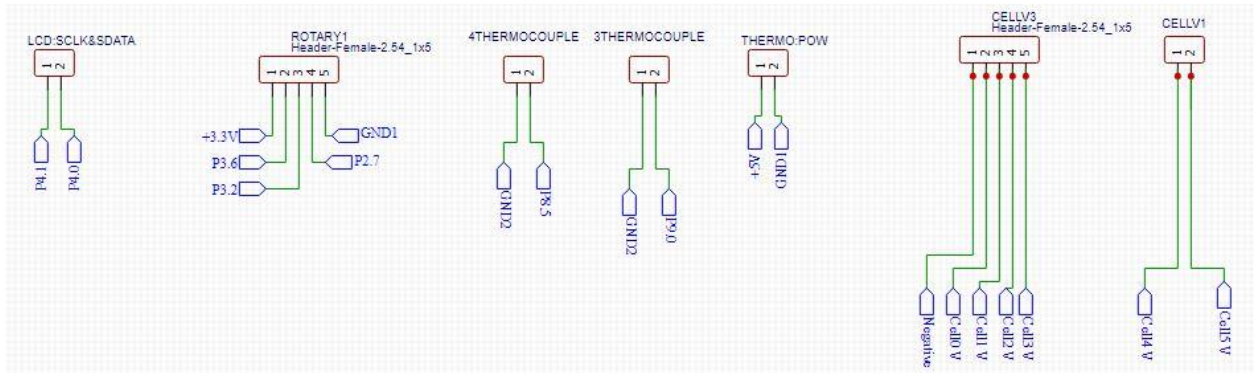 LCD:SCLK&SDATA
1 2
P4.1
P4.0
ROTARY1
Header-Female-2.54_1x5
1 2 3 4 5
+3.3V
GND1
P3.6
P2.7
P3.2
4THERMOCOUPLE
1 2
GND2
P8.5
3THERMOCOUPLE
1 2
GND2
P9.0
THERMO:POW
1 2
+5V
GND1
CELLV3
Header-Female-2.54_1x5
1 2 3 4 5
Negative
Cell0 V
Cell1 V
Cell2 V
Cell3 V
CELLV1
1 2
Cell4 V
Cell5 V